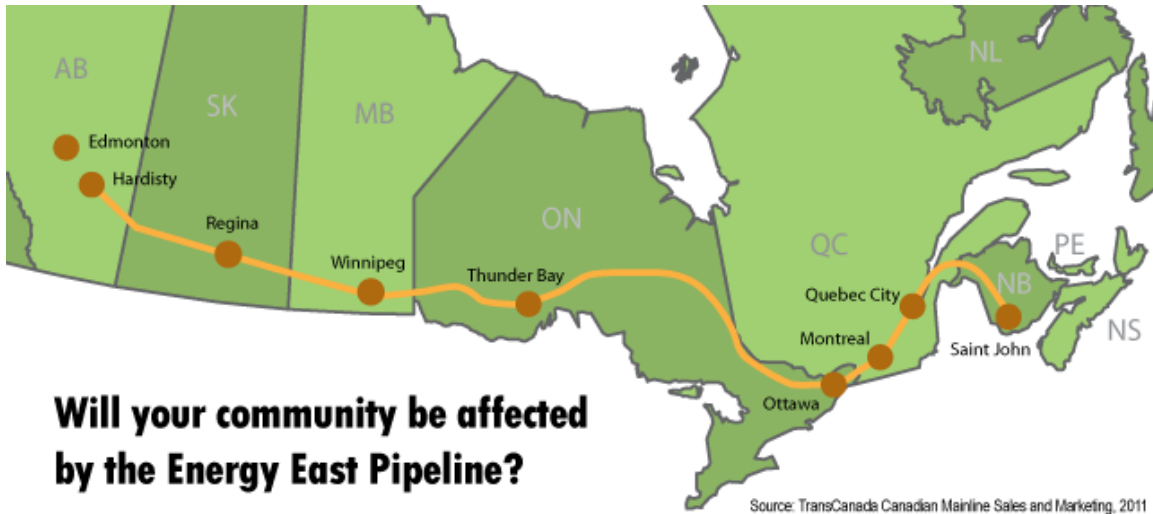 AB
SK
MB
ON
QC
NL
PE
NB
NS
Edmonton
Hardisty
Regina
Winnipeg
Thunder Bay
Ottawa
Montreal
Quebec City
Saint John
Will your community be affected
by the Energy East Pipeline?
Source: TransCanada Canadian Mainline Sales and Marketing, 2011